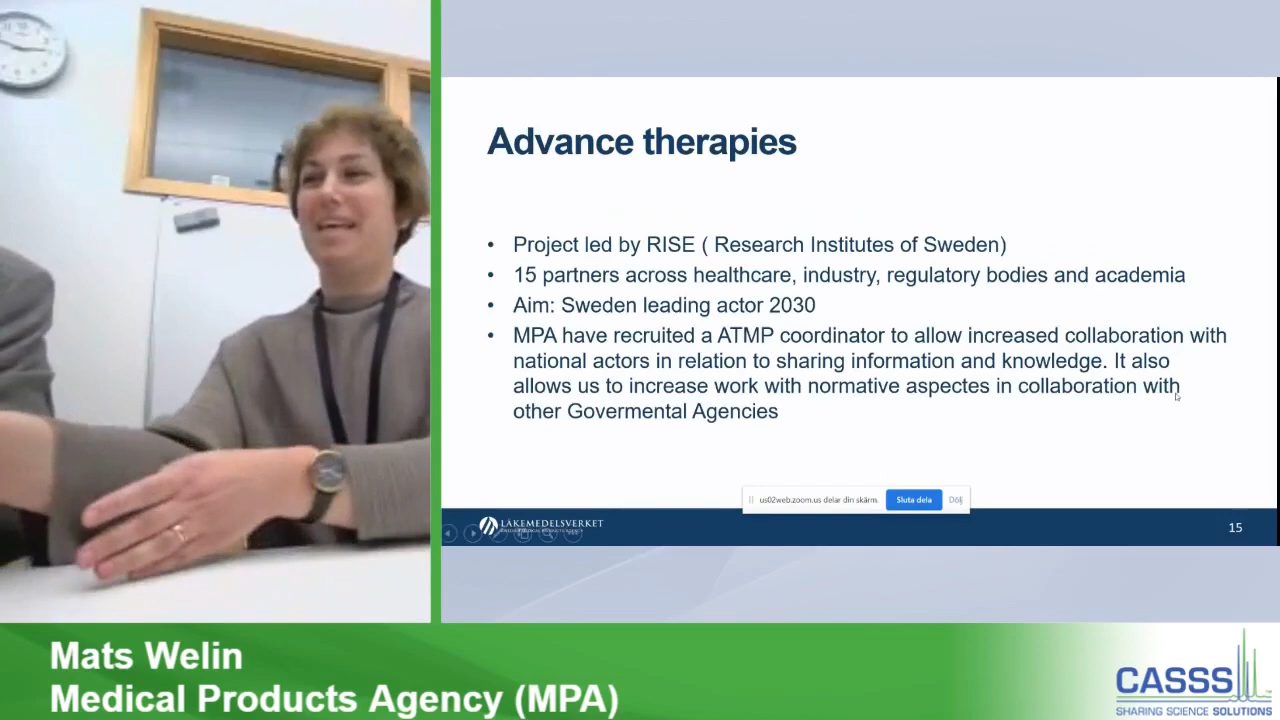 Advance therapies
• Project led by RISE ( Research Institutes of Sweden)
• 15 partners across healthcare, industry, regulatory bodies and academia
• Aim: Sweden leading actor 2030
• MPA have recruited a ATMP coordinator to allow increased collaboration with
national actors in relation to sharing information and knowledge. It also
allows us to increase work with normative aspectes in collaboration with
other Govermental Agencies
us02web.zoom.us delar din skärm.
Sluta dela
Dölj
LÄKEMEDELSVERKET
15
Mats Welin
Medical Products Agency (MPA)
CASSS
SHARING SCIENCE SOLUTIONS